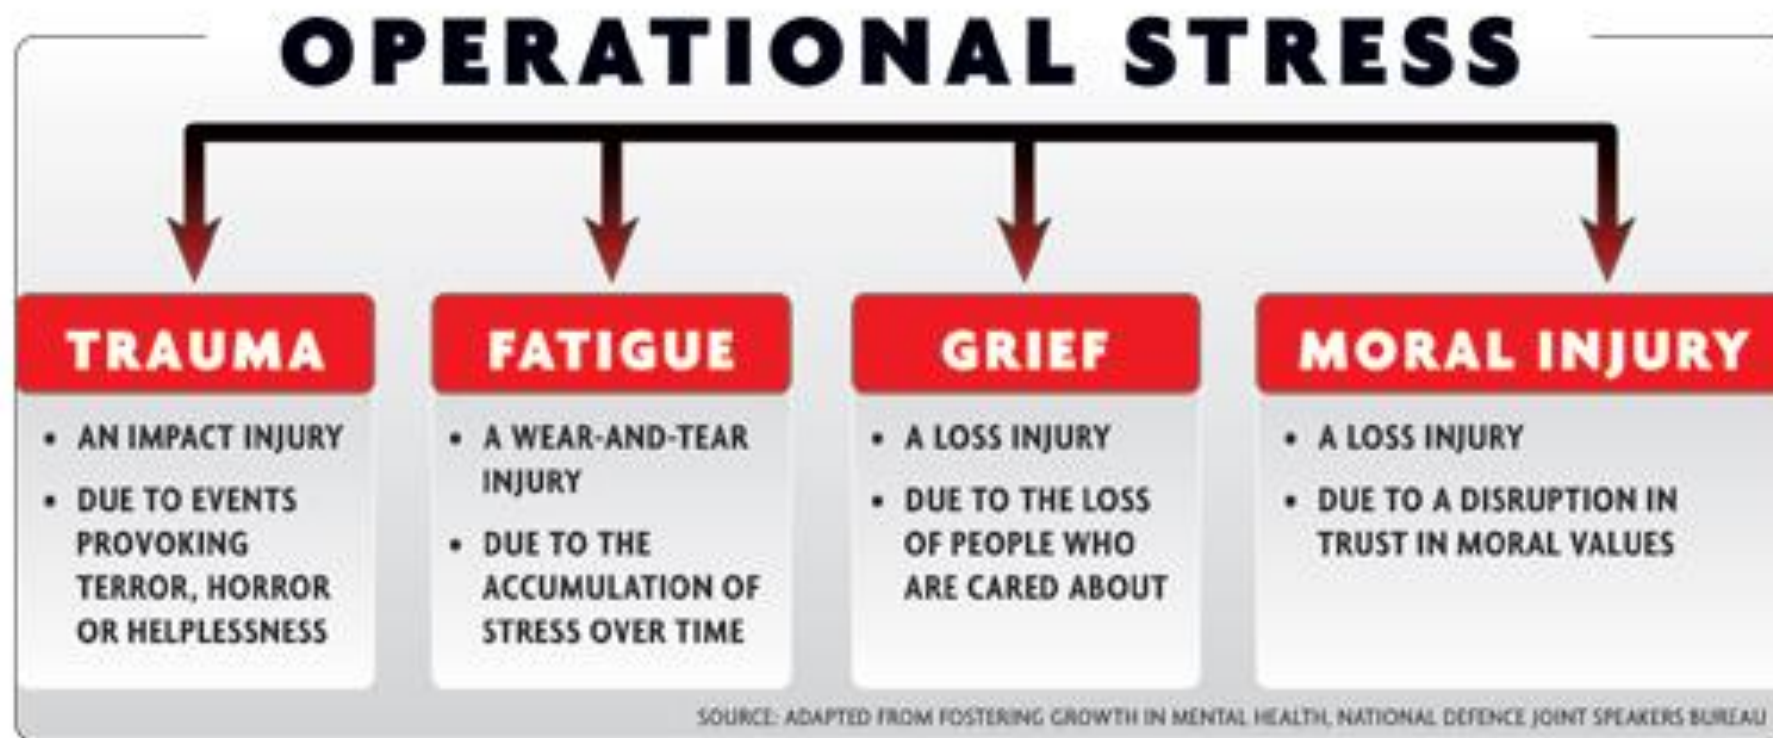 OPERATIONAL STRESS
TRAUMA
• AN IMPACT INJURY
• DUE TO EVENTS
PROVOKING
TERROR, HORROR
OR HELPLESSNESS
FATIGUE
• A WEAR-AND-TEAR
INJURY
• DUE TO THE
ACCUMULATION OF
STRESS OVER TIME
GRIEF
• A LOSS INJURY
• DUE TO THE LOSS
OF PEOPLE WHO
ARE CARED ABOUT
MORAL INJURY
• A LOSS INJURY
• DUE TO A DISRUPTION IN
TRUST IN MORAL VALUES
SOURCE: ADAPTED FROM FOSTERING GROWTH IN MENTAL HEALTH, NATIONAL DEFENCE JOINT SPEAKERS BUREAU